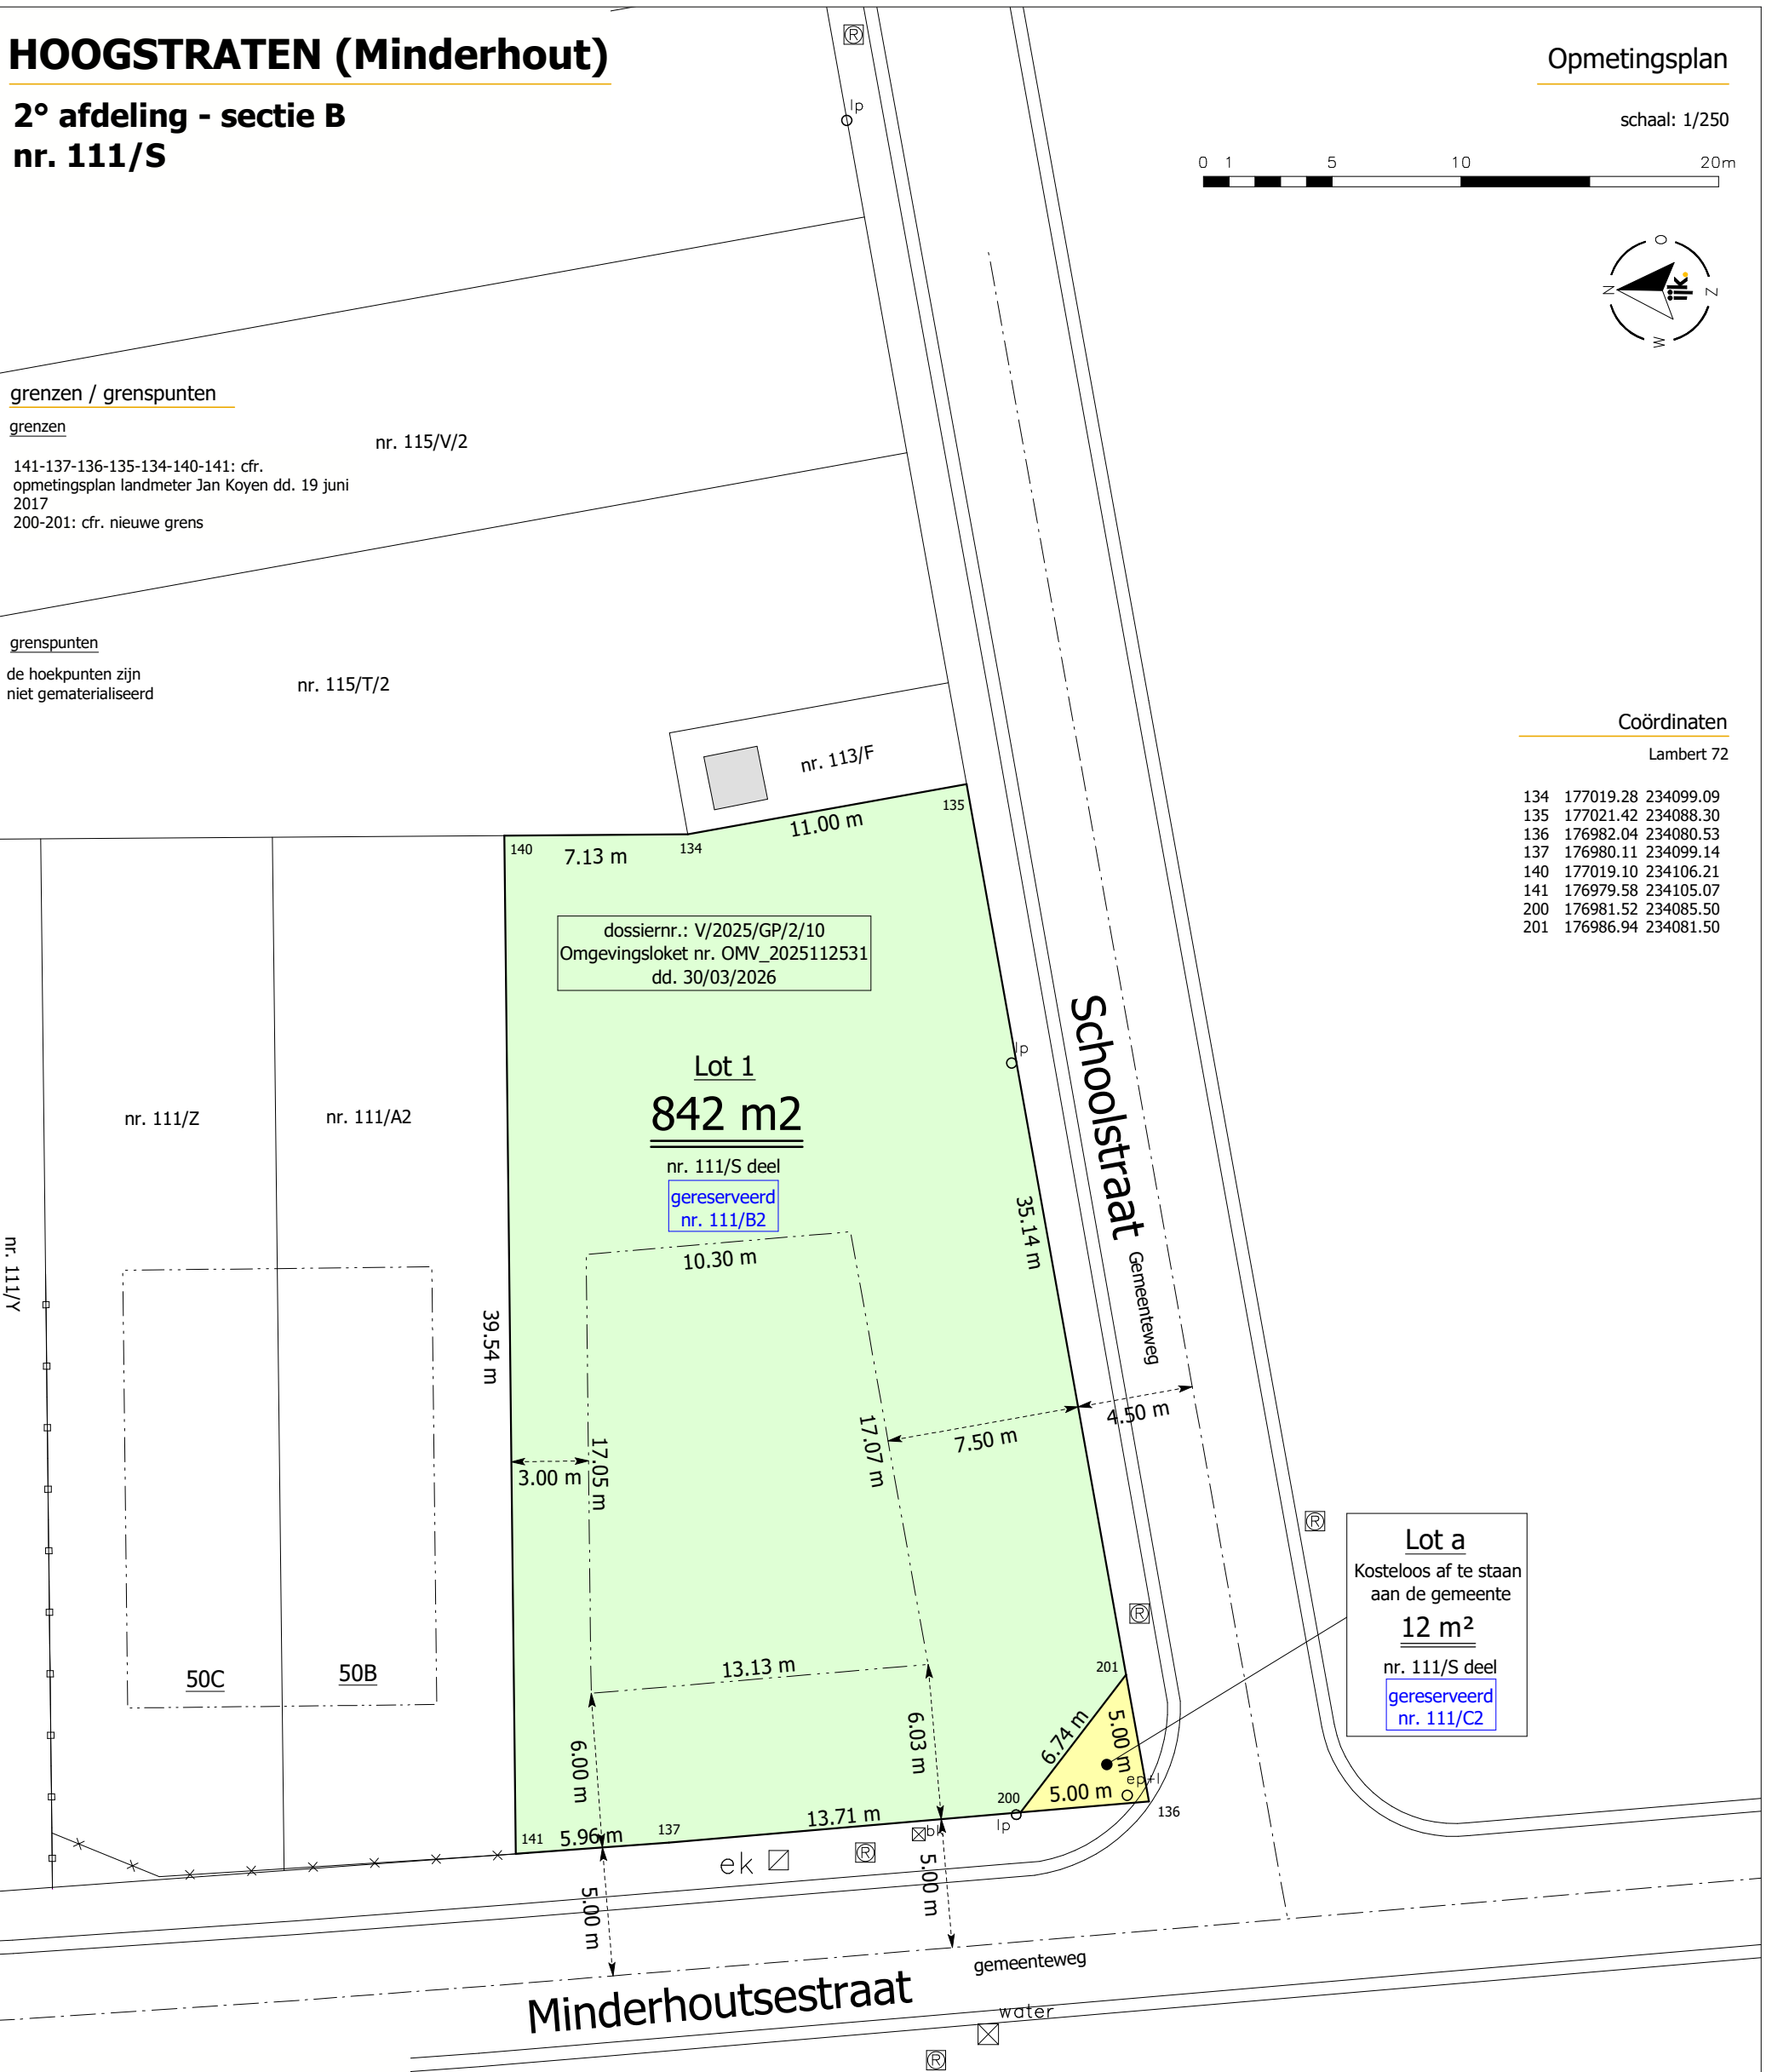 HOOGSTRATEN (Minderhout)
2° afdeling - sectie B
nr. 111/S
Opmetingsplan
schaal: 1/250
0 1 5 10 20m
N O Z W
ijk.
grenzen / grenspunten
grenzen
141-137-136-135-134-140-141: cfr.
opmetingsplan landmeter Jan Koyen dd. 19 juni
2017
200-201: cfr. nieuwe grens
grenspunten
de hoekpunten zijn
niet gematerialiseerd
nr. 115/V/2
nr. 115/T/2
nr. 113/F
Coördinaten
Lambert 72
134 177019.28 234099.09
135 177021.42 234088.30
136 176982.04 234080.53
137 176980.11 234099.14
140 177019.10 234106.21
141 176979.58 234105.07
200 176981.52 234085.50
201 176986.94 234081.50
®
lp
135
11.00 m
140
7.13 m
134
dossiernr.: V/2025/GP/2/10
Omgevingsloket nr. OMV_2025112531
dd. 30/03/2026
Lot 1
842 m2
nr. 111/S deel
gereserveerd
nr. 111/B2
lp
Schoolstraat
Gemeenteweg
35.14 m
nr. 111/Z
nr. 111/A2
nr. 111/Y
39.54 m
10.30 m
17.05 m
17.07 m
3.00 m
7.50 m
4.50 m
13.13 m
50C
50B
6.00 m
6.03 m
®
®
201
6.74 m
5.00 m
ep+l
5.00 m
200
lp
136
Lot a
Kosteloos af te staan
aan de gemeente
12 m²
nr. 111/S deel
gereserveerd
nr. 111/C2
141
5.96 m
137
13.71 m
ek
®
bk
5.00 m
5.00 m
Minderhoutsestraat
gemeenteweg
water
®